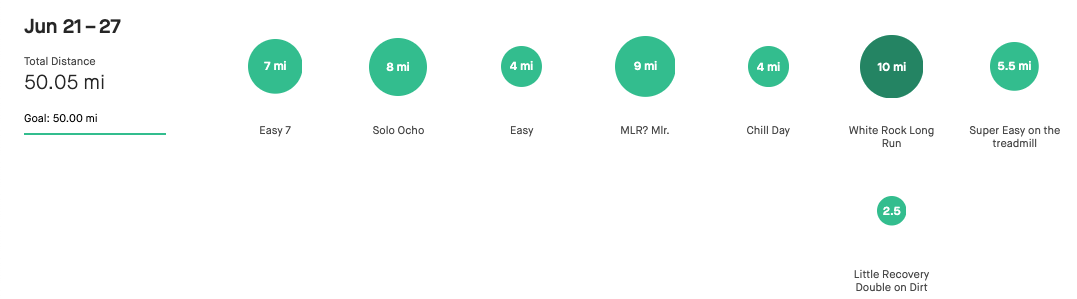 Jun 21 – 27
Total Distance
50.05 mi
Goal: 50.00 mi
7 mi
8 mi
4 mi
9 mi
4 mi
10 mi
5.5 mi
Easy 7
Solo Ocho
Easy
MLR? Mlr.
Chill Day
White Rock Long
Run
Super Easy on the
treadmill
2.5
Little Recovery
Double on Dirt